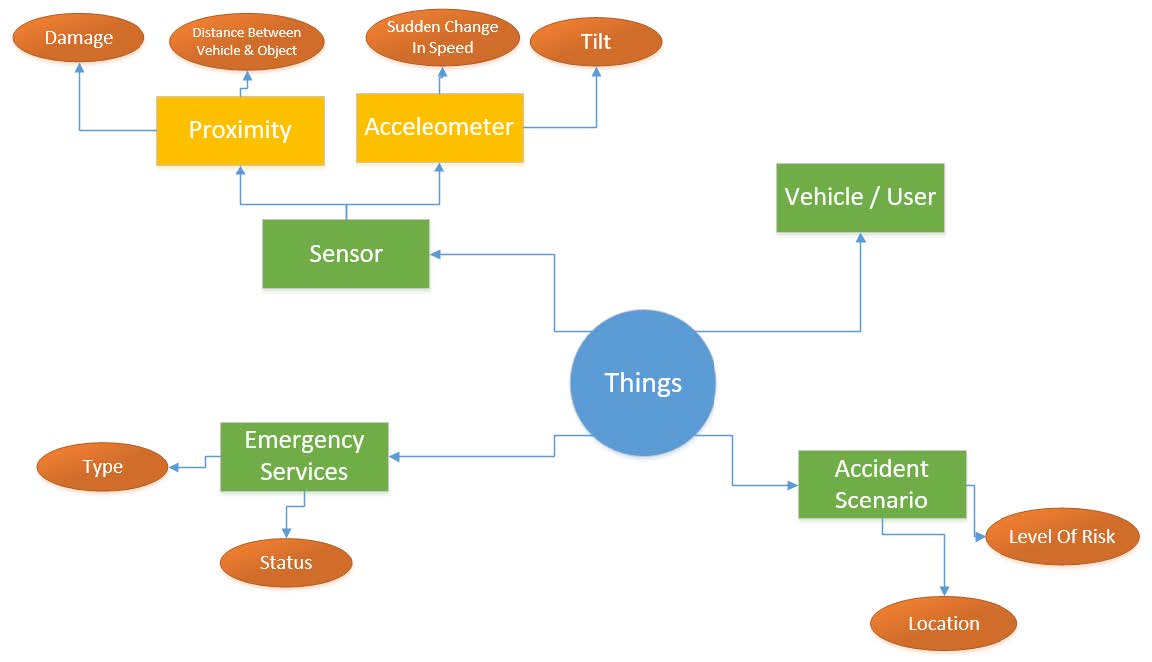 Damage
Distance Between
Vehicle & Object
Sudden Change
In Speed
Tilt
Proximity
Acceleometer
Vehicle / User
Sensor
Things
Emergency
Services
Type
Status
Accident
Scenario
Level Of Risk
Location